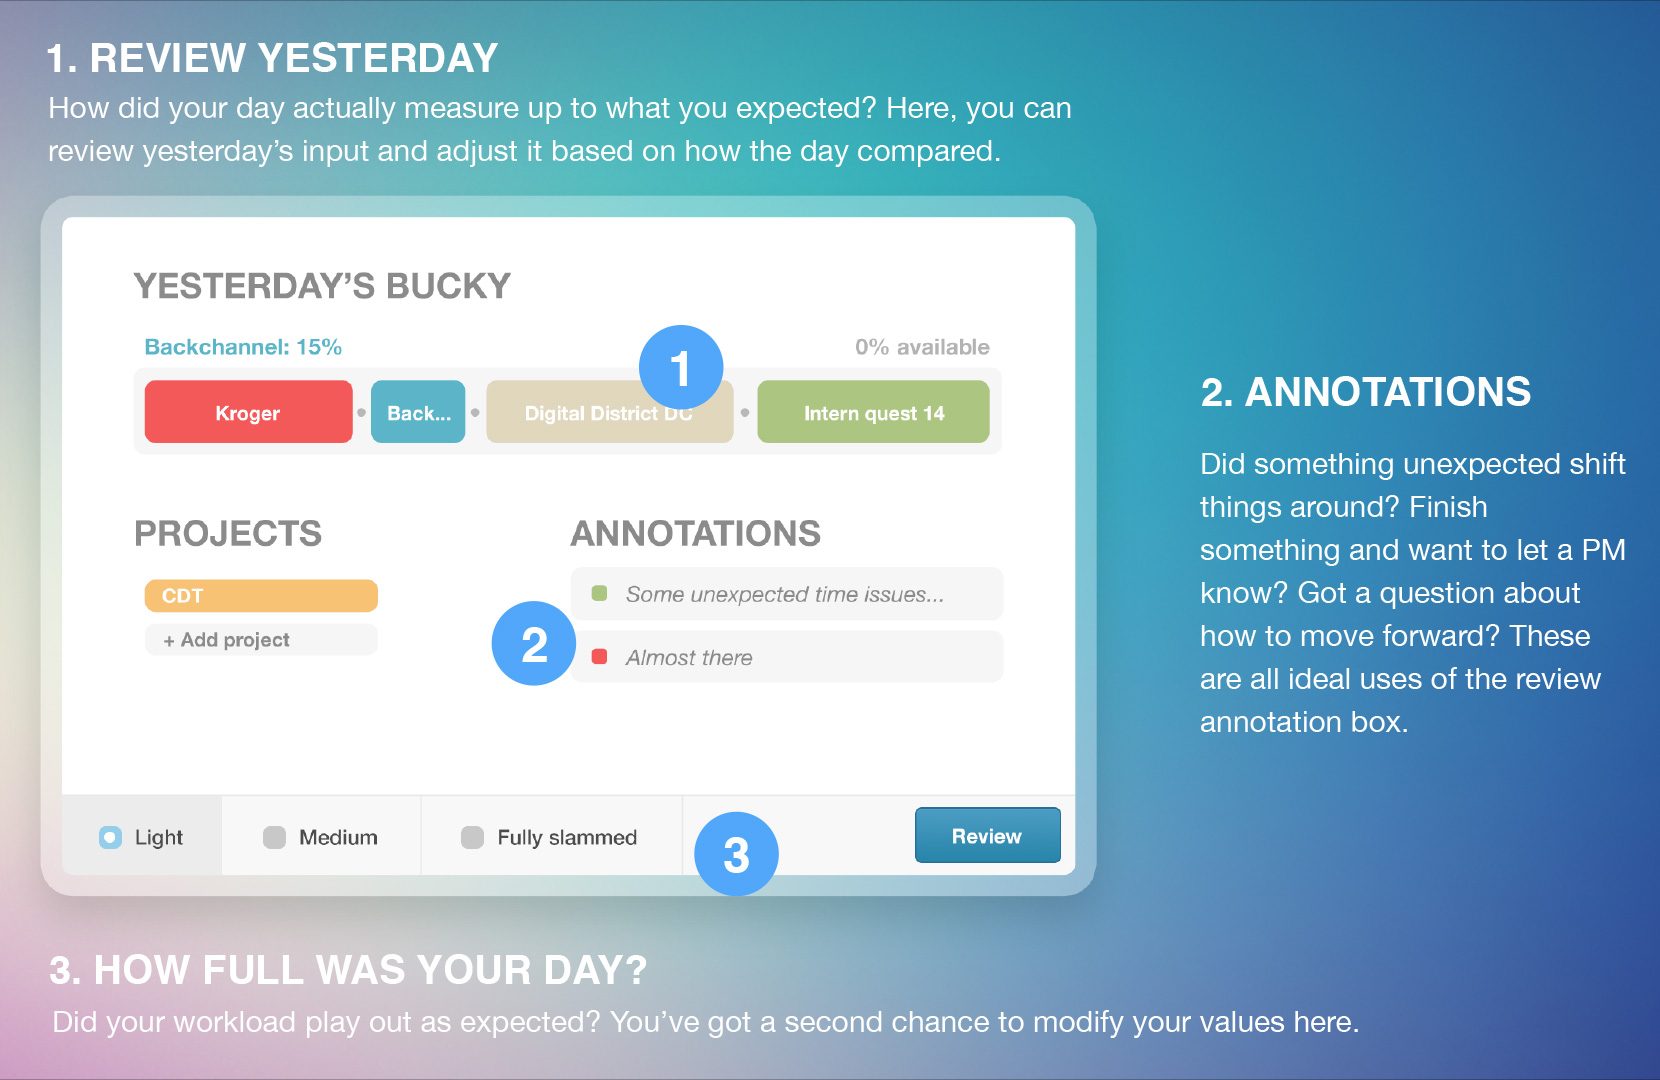 1. REVIEW YESTERDAY
How did your day actually measure up to what you expected? Here, you can
review yesterday’s input and adjust it based on how the day compared.
YESTERDAY’S BUCKY
Backchannel: 15%
0% available
1
Kroger
Back...
Digital District DC
Intern quest 14
PROJECTS
CDT
+ Add project
ANNOTATIONS
Some unexpected time issues...
2
Almost there
Light
Medium
Fully slammed
3
Review
2. ANNOTATIONS
Did something unexpected shift
things around? Finish
something and want to let a PM
know? Got a question about
how to move forward? These
are all ideal uses of the review
annotation box.
3. HOW FULL WAS YOUR DAY?
Did your workload play out as expected? You’ve got a second chance to modify your values here.